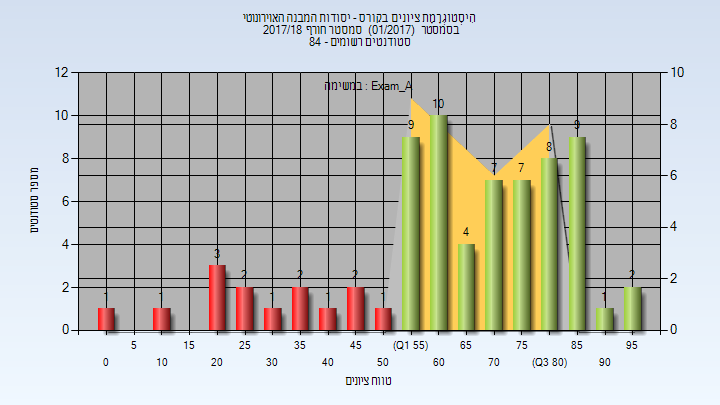 היסטוגרמת ציונים בקורס - יסודות המבנה האווירונוטי
בסמסטר (01/2017) סמסטר חורף 2017/18
סטודנטים רשומים - 84
במשימה : Exam_A
מספר סטודנטים
12 10 8 6 4 2 0
10 8 6 4 2 0
1 1 3 2 1 2 1 2 1 9 10 4 7 7 8 9 1 2
5 15 25 35 45 (Q1 55) 65 75 85 95
0 10 20 30 40 50 60 70 (Q3 80) 90
טווח ציונים